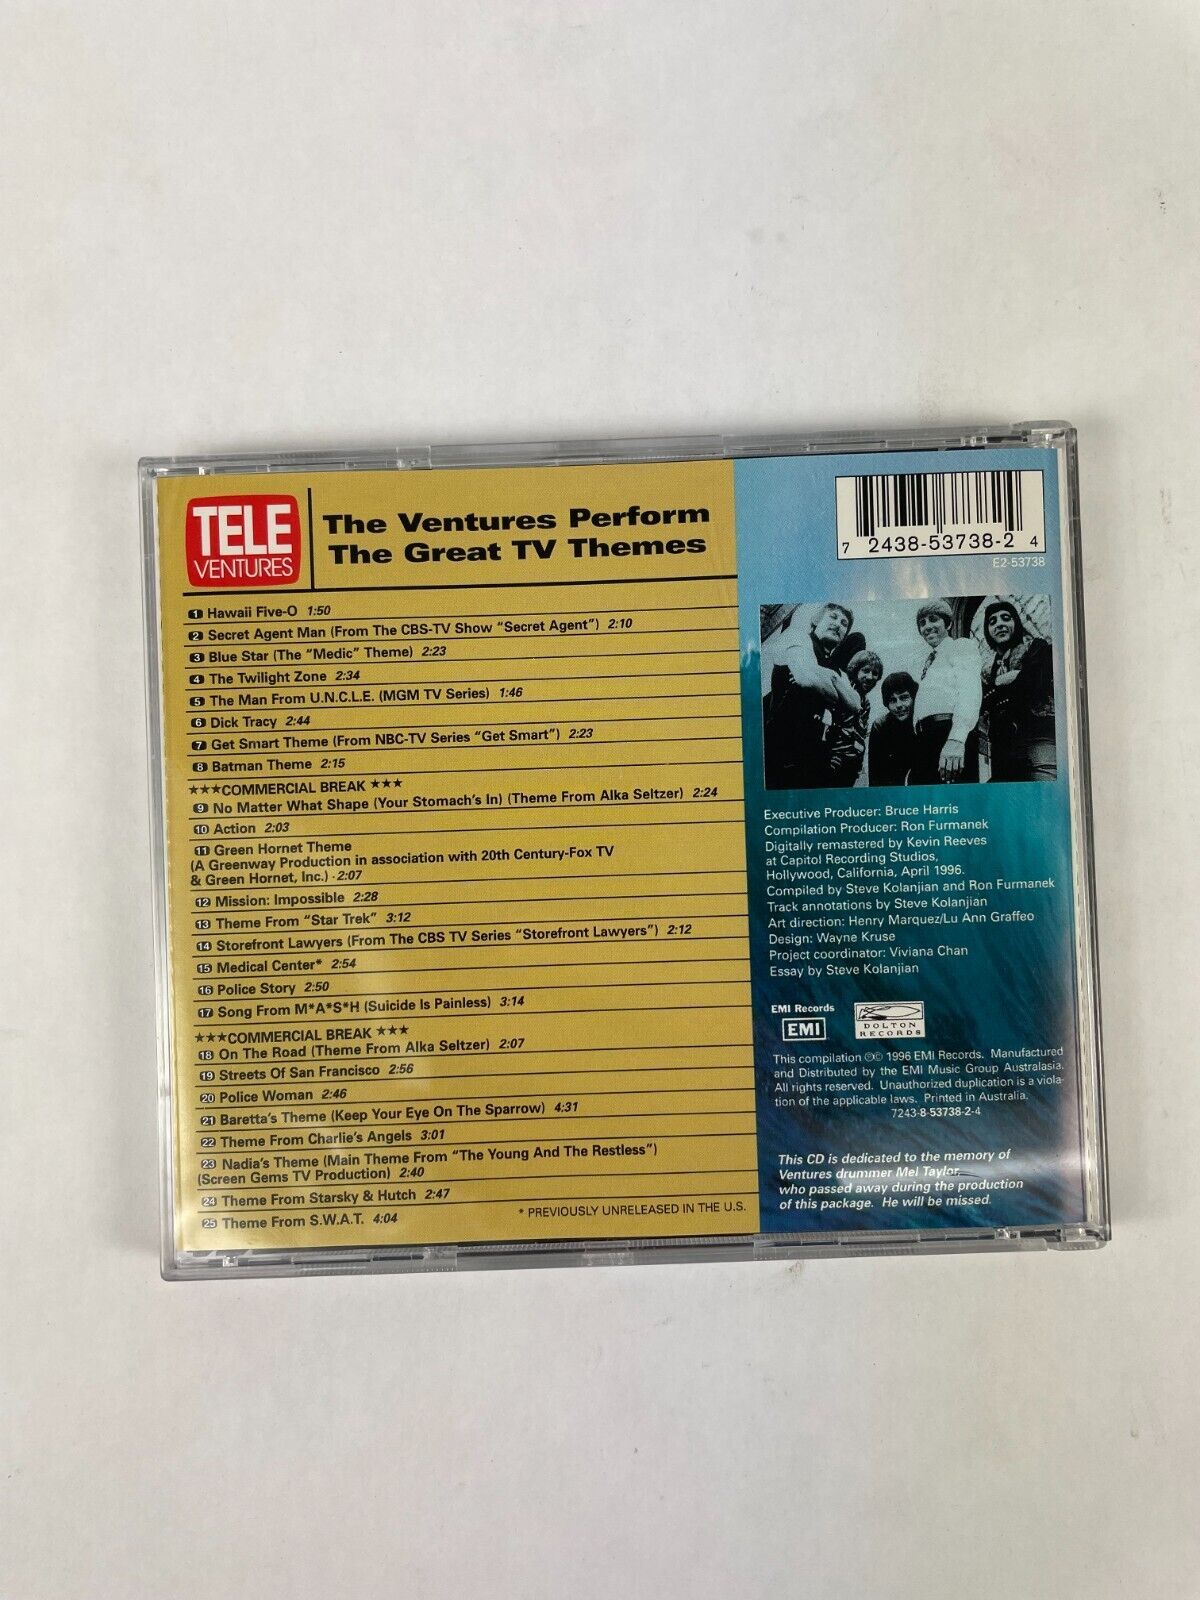 TELE
VENTURES
The Ventures Perform
The Great TV Themes
1 Hawaii Five-O 1:50
2 Secret Agent Man (From The CBS-TV Show "Secret Agent") 2:10
3 Blue Star (The "Medic" Theme) 2:23
4 The Twilight Zone 2:34
5 The Man From U.N.C.L.E. (MGM TV Series) 1:46
6 Dick Tracy 2:44
7 Get Smart Theme (From NBC-TV Series "Get Smart") 2:23
8 Batman Theme 2:15
★★★COMMERCIAL BREAK ★★★
9 No Matter What Shape (Your Stomach's In) (Theme From Alka Seltzer) 2:24
10 Action 2:03
11 Green Hornet Theme
(A Greenway Production in association with 20th Century-Fox TV
& Green Hornet, Inc.) · 2:07
12 Mission: Impossible 2:28
13 Theme From "Star Trek" 3:12
14 Storefront Lawyers (From The CBS TV Series "Storefront Lawyers") 2:12
15 Medical Center* 2:54
16 Police Story 2:50
17 Song From M*A*S*H (Suicide Is Painless) 3:14
★★★COMMERCIAL BREAK ★★★
18 On The Road (Theme From Alka Seltzer) 2:07
19 Streets Of San Francisco 2:56
20 Police Woman 2:46
21 Baretta's Theme (Keep Your Eye On The Sparrow) 4:31
22 Theme From Charlie's Angels 3:01
23 Nadia's Theme (Main Theme From "The Young And The Restless")
(Screen Gems TV Production) 2:40
24 Theme From Starsky & Hutch 2:47
25 Theme From S.W.A.T. 4:04
* PREVIOUSLY UNRELEASED IN THE U.S.
7 2438-53738-2 4
E2-53738
Executive Producer: Bruce Harris
Compilation Producer: Ron Furmanek
Digitally remastered by Kevin Reeves
at Capitol Recording Studios,
Hollywood, California, April 1996.
Compiled by Steve Kolanjian and Ron Furmanek
Track annotations by Steve Kolanjian
Art direction: Henry Marquez/Lu Ann Graffeo
Design: Wayne Kruse
Project coordinator: Viviana Chan
Essay by Steve Kolanjian
EMI Records
EMI
DOLTON
RECORDS
This compilation ℗© 1996 EMI Records. Manufactured
and Distributed by the EMI Music Group Australasia.
All rights reserved. Unauthorized duplication is a viola-
tion of the applicable laws. Printed in Australia.
7243-8-53738-2-4
This CD is dedicated to the memory of
Ventures drummer Mel Taylor,
who passed away during the production
of this package. He will be missed.